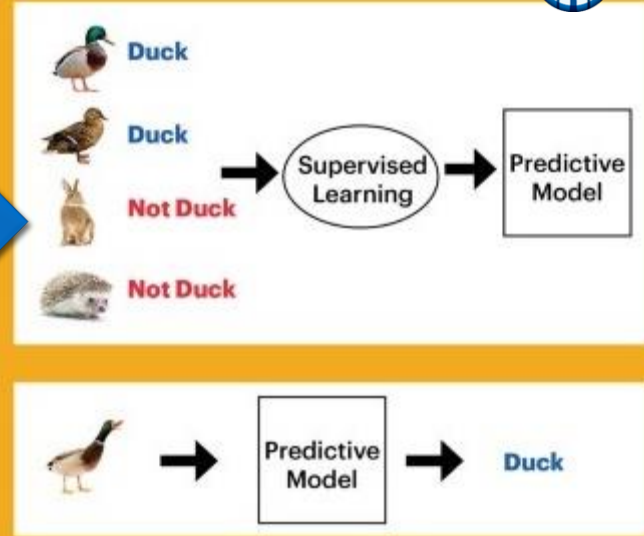 Duck
Duck
Not Duck
Not Duck
Supervised
Learning
Predictive
Model
Predictive
Model
Duck